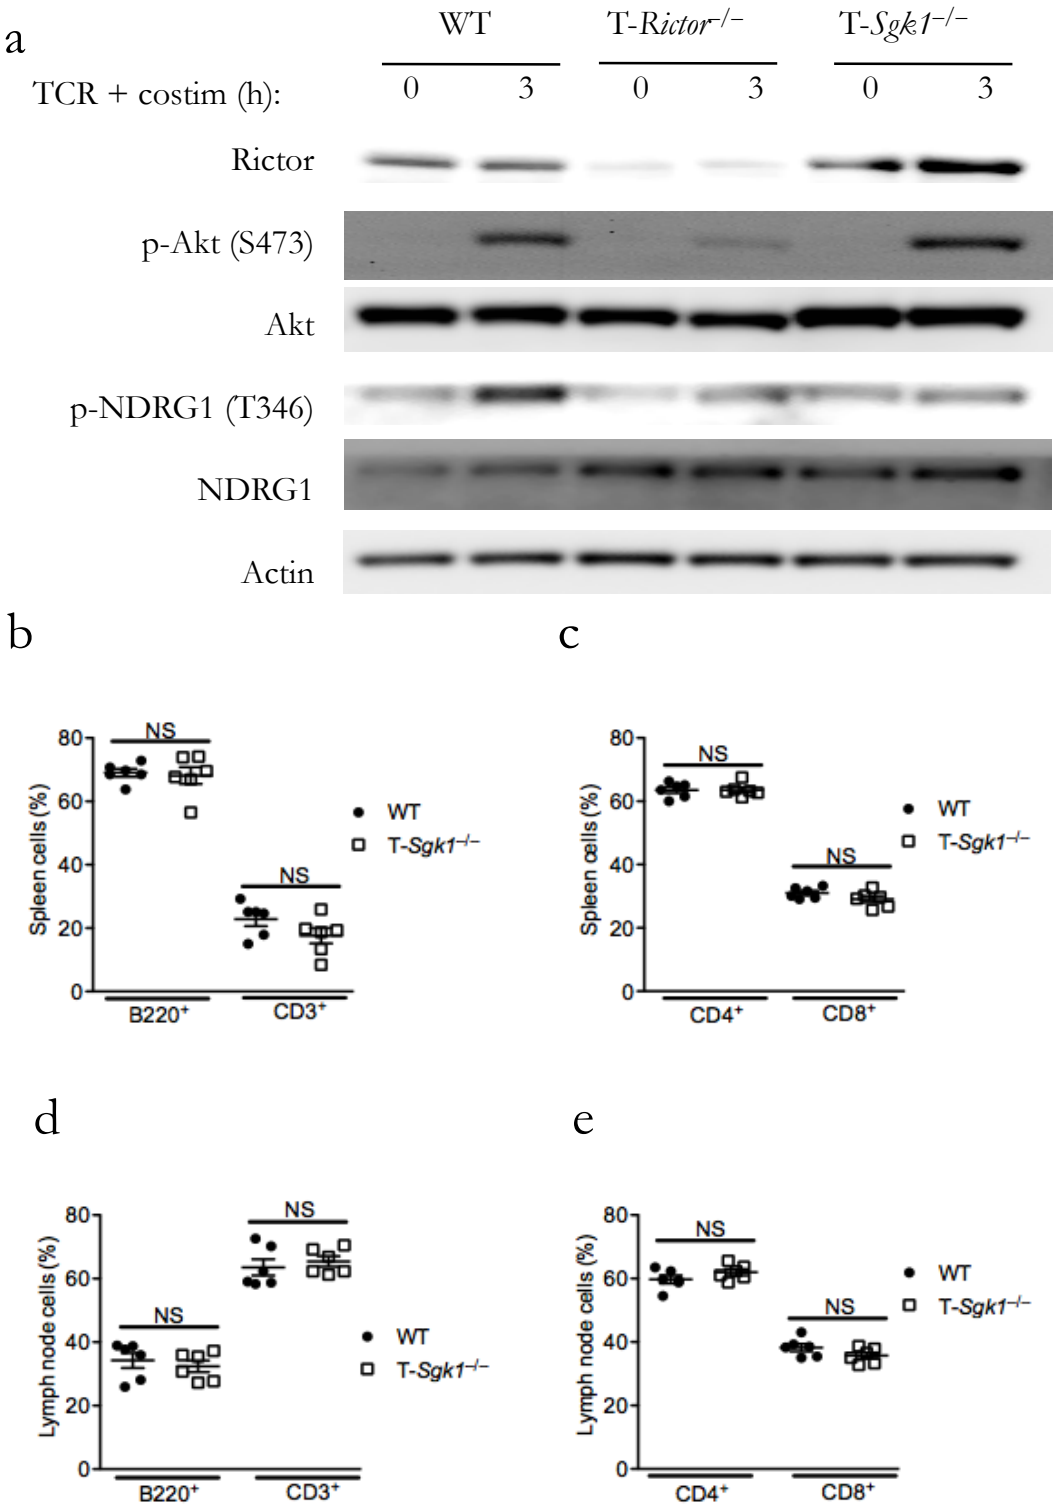 a
WT T-Rictor–/– T-Sgk1–/–
TCR + costim (h): 0 3 0 3 0 3
Rictor
p-Akt (S473)
Akt
p-NDRG1 (T346)
NDRG1
Actin
b
Spleen cells (%)
80
60
40
20
0
NS
NS
B220+ CD3+
WT
T-Sgk1–/–
c
Spleen cells (%)
80
60
40
20
0
NS
NS
CD4+ CD8+
WT
T-Sgk1–/–
d
Lymph node cells (%)
80
60
40
20
0
NS
NS
B220+ CD3+
WT
T-Sgk1–/–
e
Lymph node cells (%)
80
60
40
20
0
NS
NS
CD4+ CD8+
WT
T-Sgk1–/–